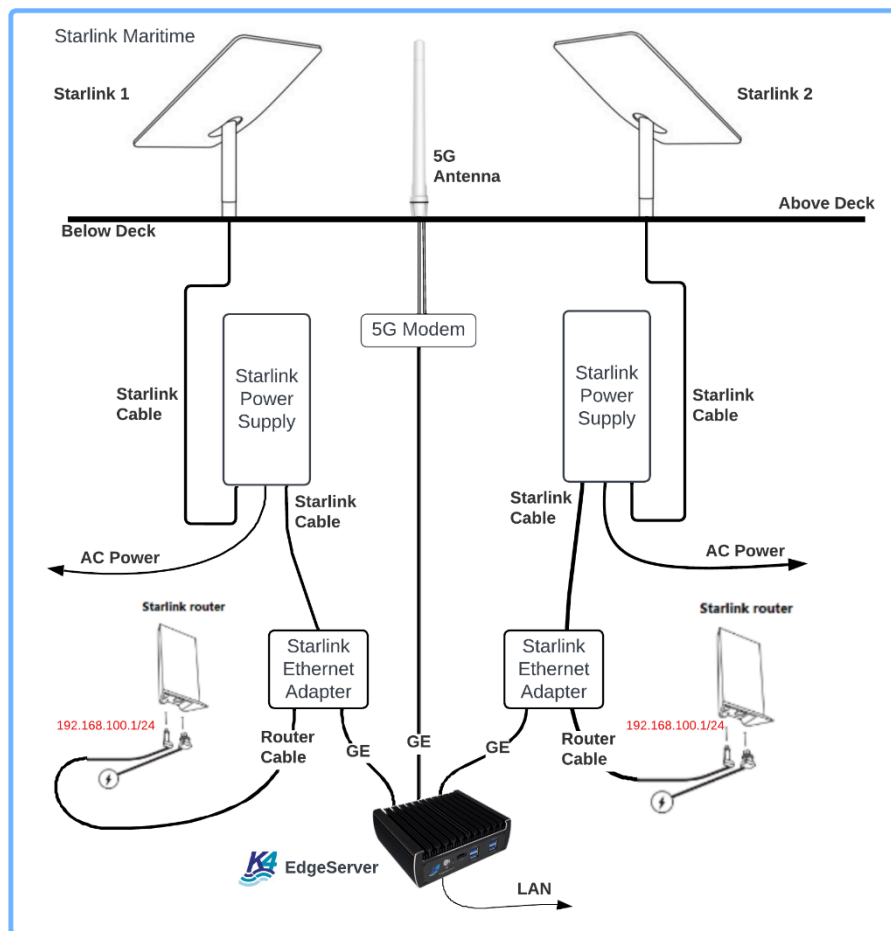 Starlink Maritime
Starlink 1
Starlink 2
5G
Antenna
Above Deck
Below Deck
5G Modem
Starlink
Power
Supply
Starlink
Power
Supply
Starlink
Cable
Starlink
Cable
Starlink
Cable
Starlink
Cable
AC Power
AC Power
Starlink router
Starlink router
Starlink
Ethernet
Adapter
Starlink
Ethernet
Adapter
192.168.100.1/24
192.168.100.1/24
Router
Cable
GE
GE
GE
Router
Cable
K4
EdgeServer
LAN